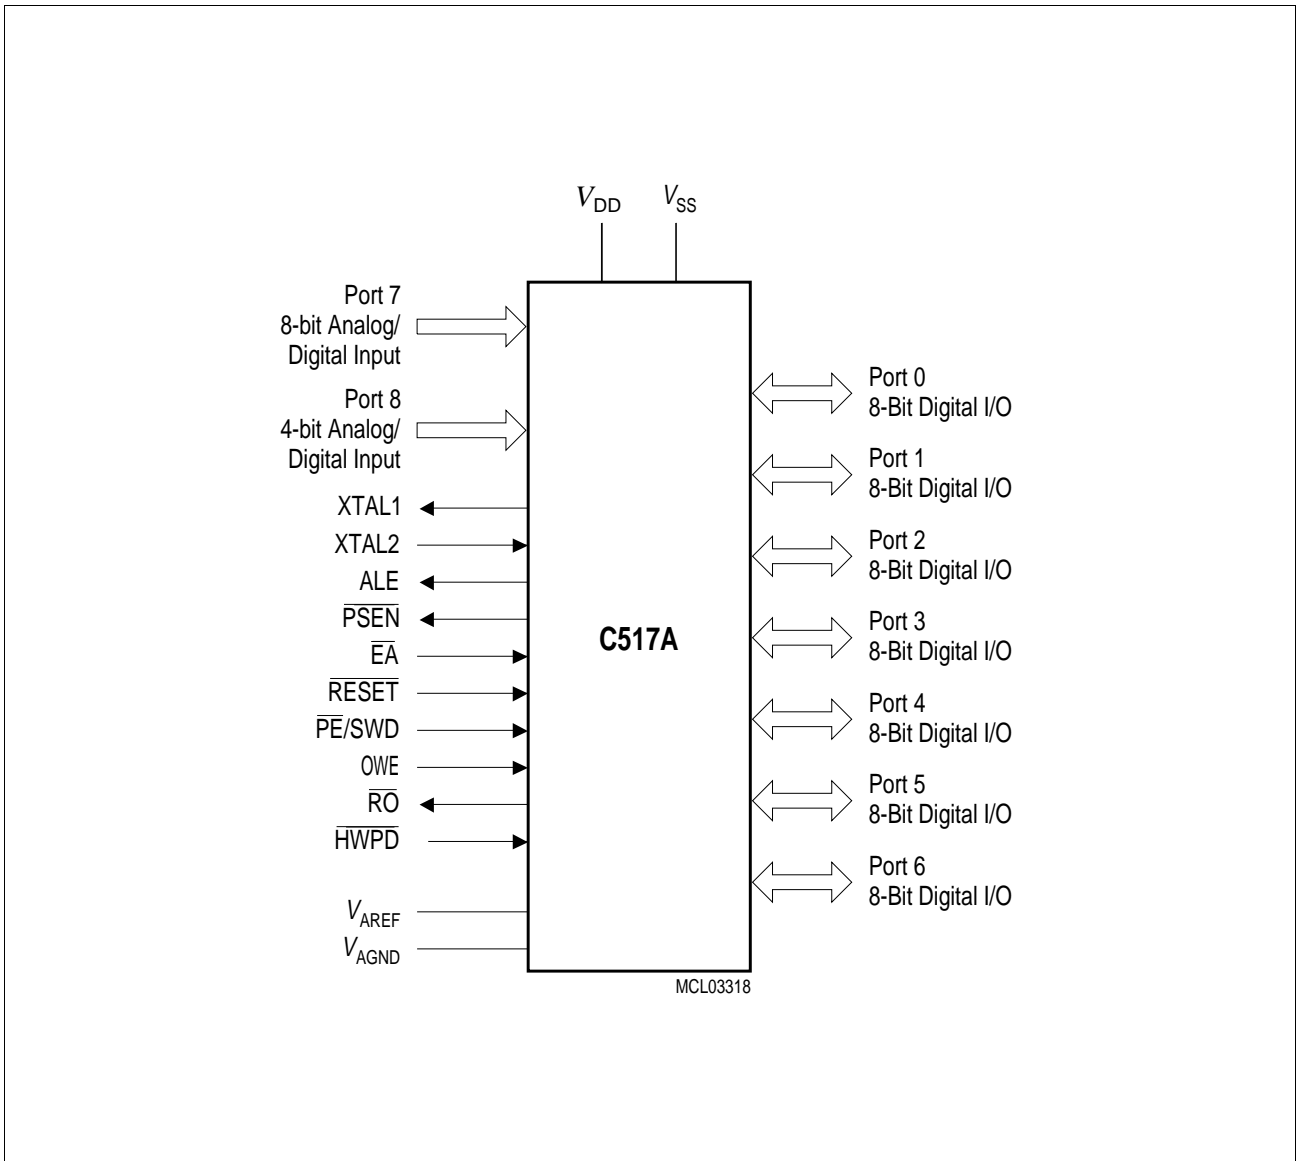 VDD
VSS
Port 7
8-bit Analog/
Digital Input
Port 8
4-bit Analog/
Digital Input
XTAL1
XTAL2
ALE
PSEN
EA
RESET
PE/SWD
OWE
RO
HWPD
VAREF
VAGND
C517A
Port 0
8-Bit Digital I/O
Port 1
8-Bit Digital I/O
Port 2
8-Bit Digital I/O
Port 3
8-Bit Digital I/O
Port 4
8-Bit Digital I/O
Port 5
8-Bit Digital I/O
Port 6
8-Bit Digital I/O
MCL03318